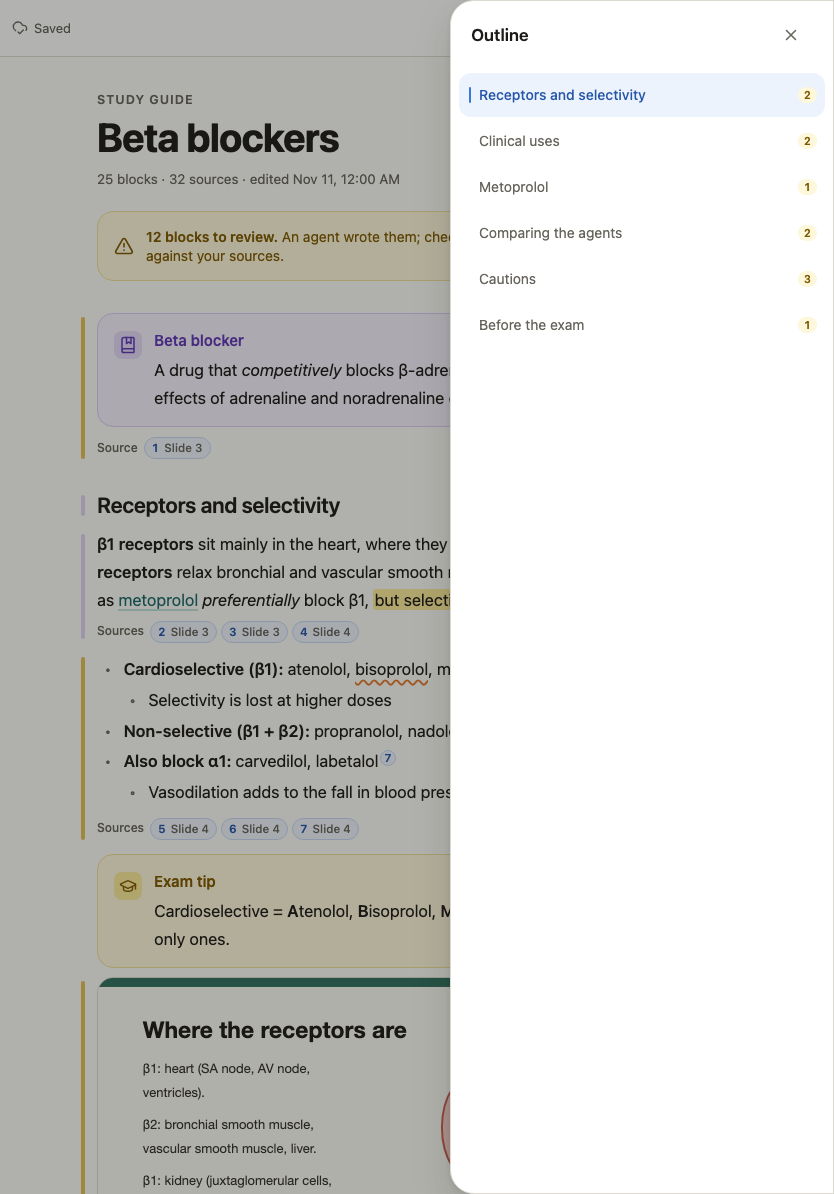 Saved
STUDY GUIDE
Beta blockers
25 blocks · 32 sources · edited Nov 11, 12:00 AM
12 blocks to review. An agent wrote them;
against your sources.
Beta blocker
A drug that competitively blocks
effects of adrenaline and noradrenaline
Source 1 Slide 3
Receptors and selectivity
β1 receptors sit mainly in the heart, where they
receptors relax bronchial and vascular smooth
as metoprolol preferentially block β1, but
Sources 2 Slide 3 3 Slide 3 4 Slide 4
• Cardioselective (β1): atenolol, bisoprolol,
• Selectivity is lost at higher doses
• Non-selective (β1 + β2): propranolol,
• Also block α1: carvedilol, labetalol 7
• Vasodilation adds to the fall in blood
Sources 5 Slide 4 6 Slide 4 7 Slide 4
Exam tip
Cardioselective = Atenolol, Bisoprolol,
only ones.
Where the receptors are
β1: heart (SA node, AV node,
ventricles).
β2: bronchial smooth muscle,
vascular smooth muscle, liver.
β1: kidney (juxtaglomerular cells,
Outline
Receptors and selectivity 2
Clinical uses 2
Metoprolol 1
Comparing the agents 2
Cautions 3
Before the exam 1